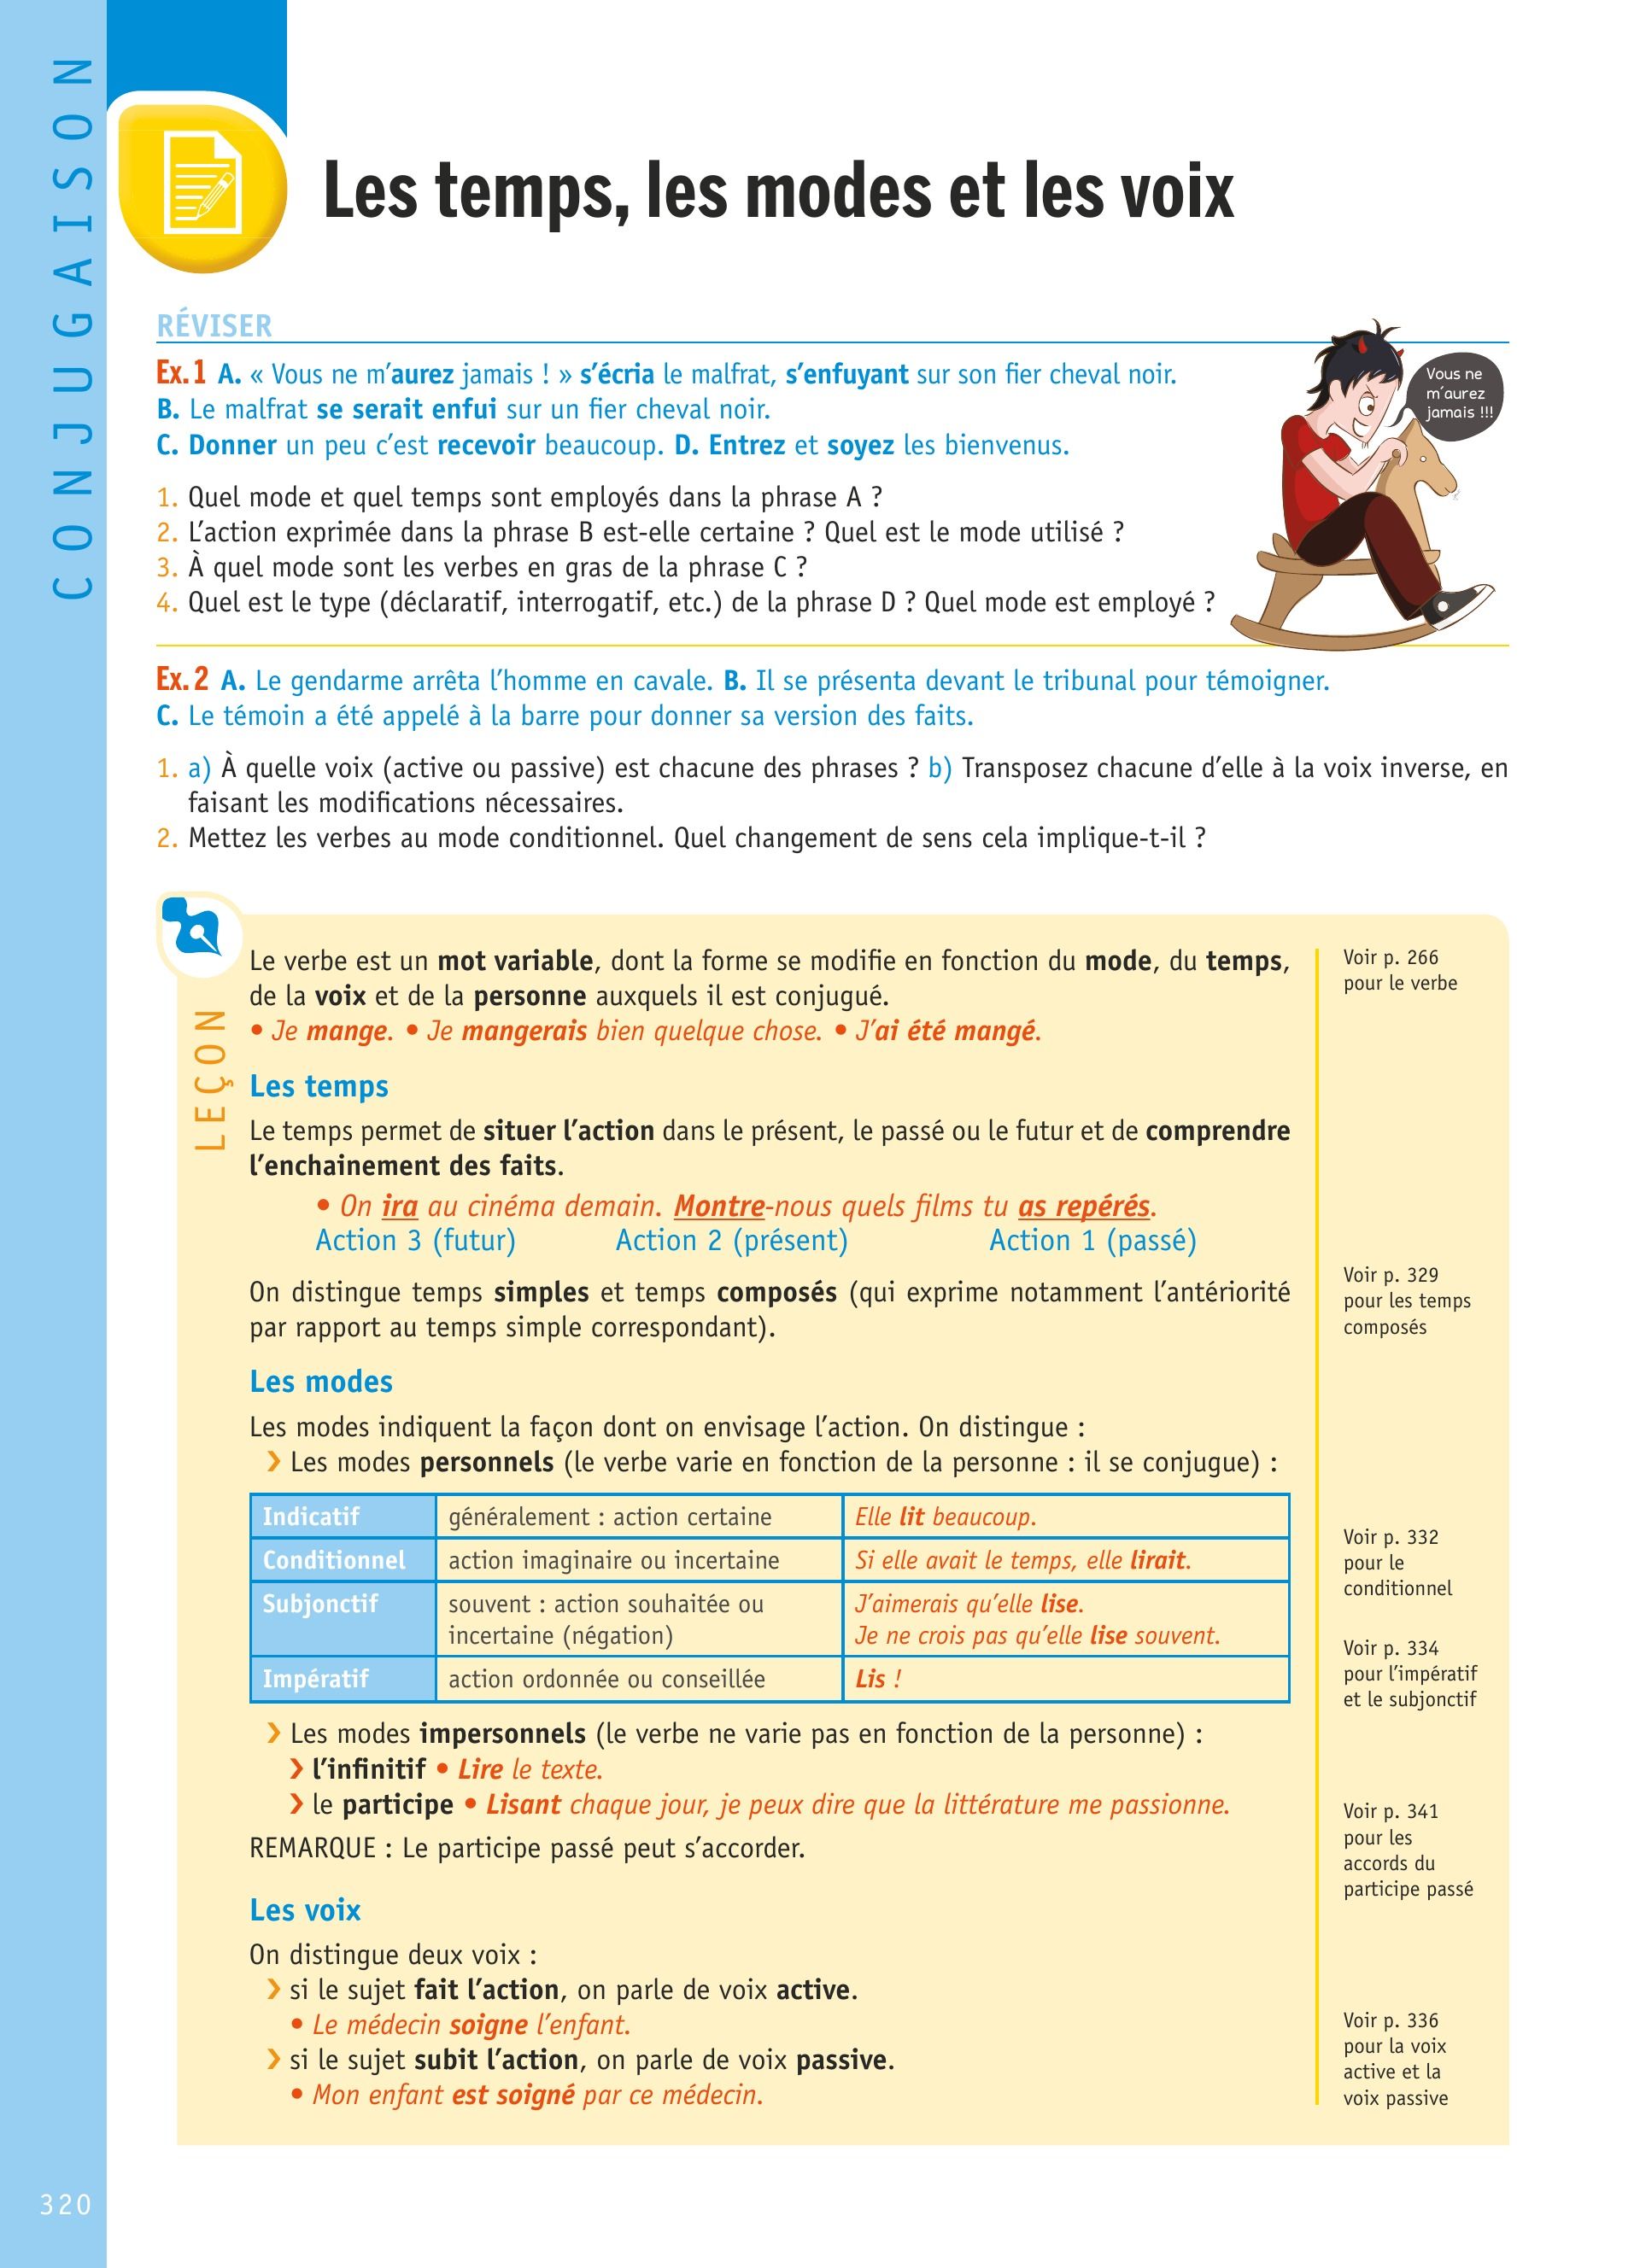 CONJUGAISON
Les temps, les modes et les voix
RÉVISER
Ex.1 A. « Vous ne m’aurez jamais ! » s’écria le malfrat, s’enfuyant sur son fier cheval noir.
B. Le malfrat se serait enfui sur un fier cheval noir.
C. Donner un peu c’est recevoir beaucoup. D. Entrez et soyez les bienvenus.
Vous ne
m’aurez
jamais !!!
1. Quel mode et quel temps sont employés dans la phrase A ?
2. L’action exprimée dans la phrase B est-elle certaine ? Quel est le mode utilisé ?
3. À quel mode sont les verbes en gras de la phrase C ?
4. Quel est le type (déclaratif, interrogatif, etc.) de la phrase D ? Quel mode est employé ?
Ex.2 A. Le gendarme arrêta l’homme en cavale. B. Il se présenta devant le tribunal pour témoigner.
C. Le témoin a été appelé à la barre pour donner sa version des faits.
1. a) À quelle voix (active ou passive) est chacune des phrases ? b) Transposez chacune d’elle à la voix inverse, en
faisant les modifications nécessaires.
2. Mettez les verbes au mode conditionnel. Quel changement de sens cela implique-t-il ?
LEÇON
Le verbe est un mot variable, dont la forme se modifie en fonction du mode, du temps,
de la voix et de la personne auxquels il est conjugué.
• Je mange. • Je mangerais bien quelque chose. • J’ai été mangé.
Voir p. 266
pour le verbe
Les temps
Le temps permet de situer l’action dans le présent, le passé ou le futur et de comprendre
l’enchainement des faits.
• On ira au cinéma demain. Montre-nous quels films tu as repérés.
Action 3 (futur) Action 2 (présent) Action 1 (passé)
On distingue temps simples et temps composés (qui exprime notamment l’antériorité
par rapport au temps simple correspondant).
Voir p. 329
pour les temps
composés
Les modes
Les modes indiquent la façon dont on envisage l’action. On distingue :
› Les modes personnels (le verbe varie en fonction de la personne : il se conjugue) :
Indicatif généralement : action certaine Elle lit beaucoup.
Conditionnel action imaginaire ou incertaine Si elle avait le temps, elle lirait.
Subjonctif souvent : action souhaitée ou J’aimerais qu’elle lise.
incertaine (négation) Je ne crois pas qu’elle lise souvent.
Impératif action ordonnée ou conseillée Lis !
Voir p. 332
pour le
conditionnel
Voir p. 334
pour l’impératif
et le subjonctif
› Les modes impersonnels (le verbe ne varie pas en fonction de la personne) :
› l’infinitif • Lire le texte.
› le participe • Lisant chaque jour, je peux dire que la littérature me passionne.
REMARQUE : Le participe passé peut s’accorder.
Voir p. 341
pour les
accords du
participe passé
Les voix
On distingue deux voix :
› si le sujet fait l’action, on parle de voix active.
• Le médecin soigne l’enfant.
› si le sujet subit l’action, on parle de voix passive.
• Mon enfant est soigné par ce médecin.
Voir p. 336
pour la voix
active et la
voix passive
320